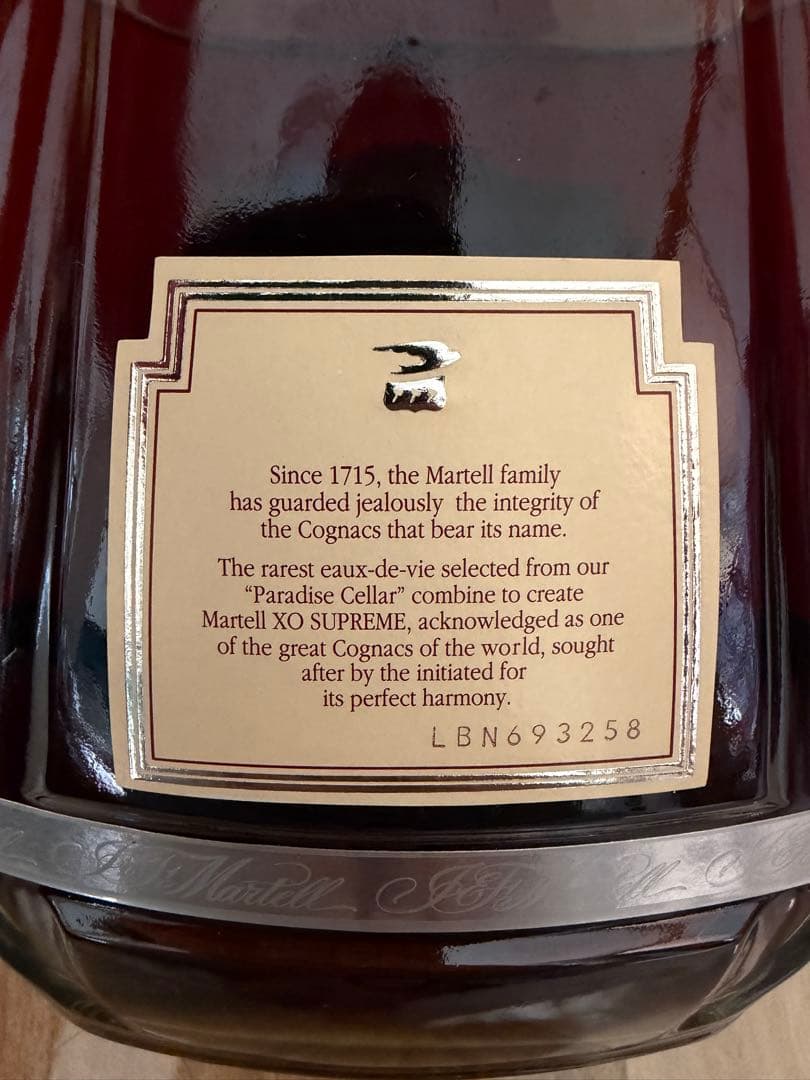 Since 1715, the Martell family
has guarded jealously the integrity of
the Cognacs that bear its name.
The rarest eaux-de-vie selected from our
“Paradise Cellar” combine to create
Martell XO SUPREME, acknowledged as one
of the great Cognacs of the world, sought
after by the initiated for
its perfect harmony.
LBN693258
Martell